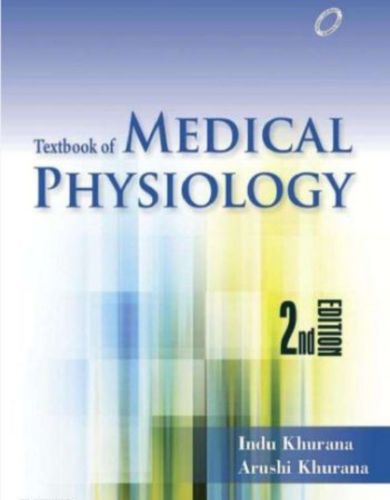 Textbook of MEDICAL
PHYSIOLOGY
2nd EDITION
Indu Khurana
Arushi Khurana